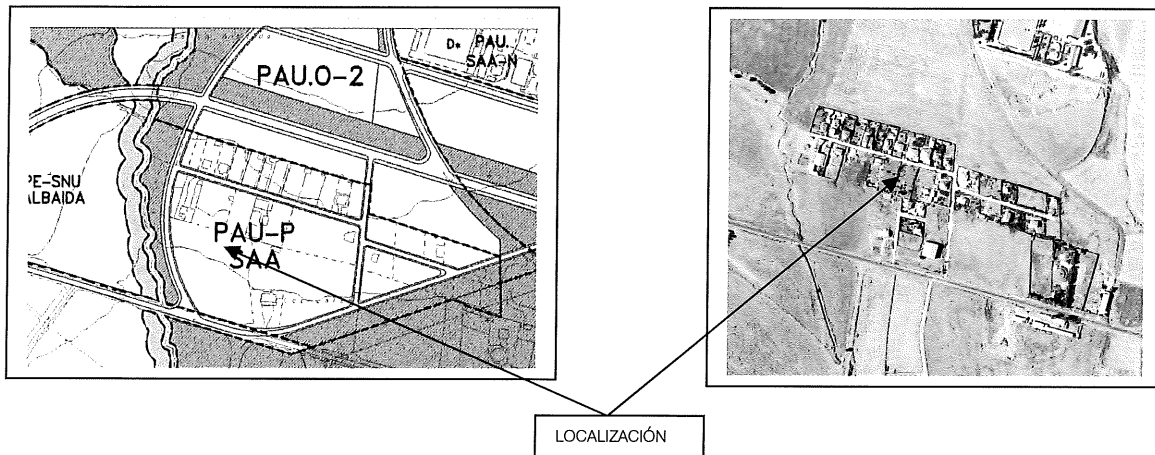 PAU.O-2
D* PAU.
SAA-N
PE-SNU
ALBAIDA
PAU-P
SAA
A
LOCALIZACIÓN